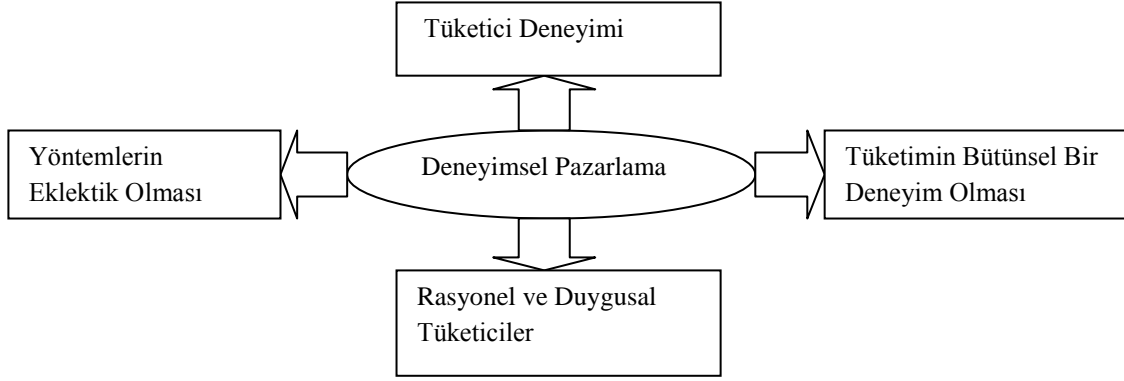 Tüketici Deneyimi
Yöntemlerin
Eklektik Olması
Deneyimsel Pazarlama
Tüketimin Bütünsel Bir
Deneyim Olması
Rasyonel ve Duygusal
Tüketiciler